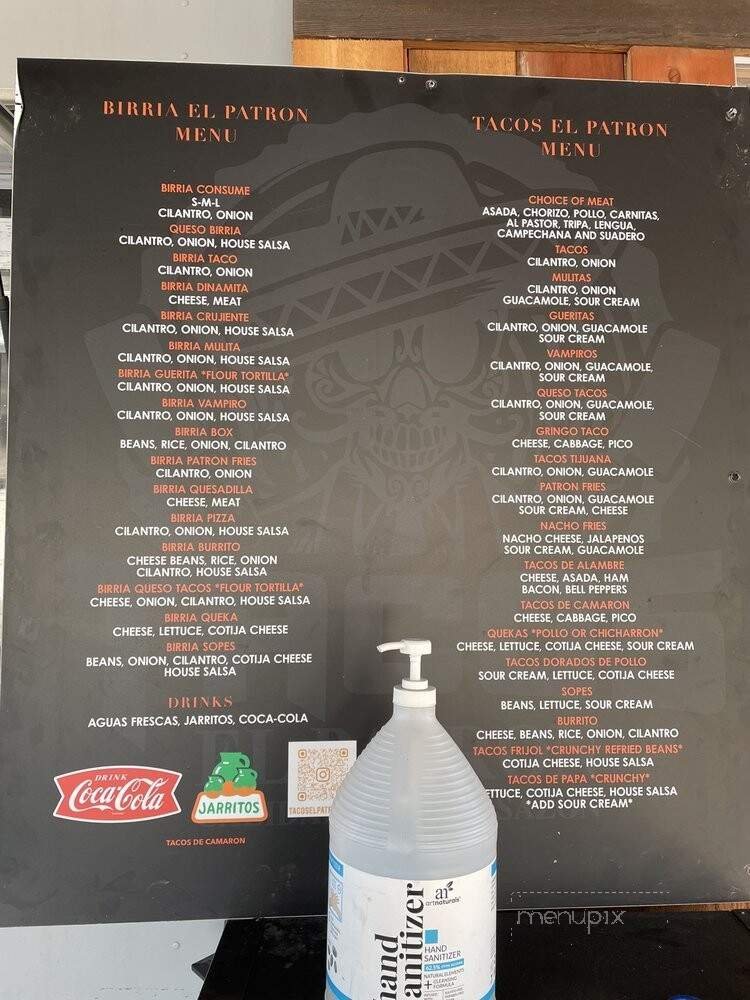 BIRRIA EL PATRON
MENU
BIRRIA CONSUME
S-M-L
CILANTRO, ONION
QUESO BIRRIA
CILANTRO, ONION, HOUSE SALSA
BIRRIA TACO
CILANTRO, ONION
BIRRIA DINAMITA
CHEESE, MEAT
BIRRIA CRUJIENTE
CILANTRO, ONION, HOUSE SALSA
BIRRIA MULITA
CILANTRO, ONION, HOUSE SALSA
BIRRIA GUERITA *FLOUR TORTILLA*
CILANTRO, ONION, HOUSE SALSA
BIRRIA VAMPIRO
CILANTRO, ONION, HOUSE SALSA
BIRRIA BOX
BEANS, RICE, ONION, CILANTRO
BIRRIA PATRON FRIES
CILANTRO, ONION
BIRRIA QUESADILLA
CHEESE, MEAT
BIRRIA PIZZA
CILANTRO, ONION, HOUSE SALSA
BIRRIA BURRITO
CHEESE BEANS, RICE, ONION
CILANTRO, HOUSE SALSA
BIRRIA QUESO TACOS *FLOUR TORTILLA*
CHEESE, ONION, CILANTRO, HOUSE SALSA
BIRRIA QUEKA
CHEESE, LETTUCE, COTIJA CHEESE
BIRRIA SOPES
BEANS, ONION, CILANTRO, COTIJA CHEESE
HOUSE SALSA
DRINKS
AGUAS FRESCAS, JARRITOS, COCA-COLA
DRINK
Coca-Cola
JARRITOS
TACOSELPATR
TACOS DE CAMARON
TACOS EL PATRON
MENU
CHOICE OF MEAT
ASADA, CHORIZO, POLLO, CARNITAS,
AL PASTOR, TRIPA, LENGUA,
CAMPECHANA AND SUADERO
TACOS
CILANTRO, ONION
MULITAS
CILANTRO, ONION
GUACAMOLE, SOUR CREAM
GUERITAS
CILANTRO, ONION, GUACAMOLE
SOUR CREAM
VAMPIROS
CILANTRO, ONION, GUACAMOLE,
SOUR CREAM
QUESO TACOS
CILANTRO, ONION, GUACAMOLE,
SOUR CREAM
GRINGO TACO
CHEESE, CABBAGE, PICO
TACOS TIJUANA
CILANTRO, ONION, GUACAMOLE
PATRON FRIES
CILANTRO, ONION, GUACAMOLE
SOUR CREAM, CHEESE
NACHO FRIES
NACHO CHEESE, JALAPENOS
SOUR CREAM, GUACAMOLE
TACOS DE ALAMBRE
CHEESE, ASADA, HAM
BACON, BELL PEPPERS
TACOS DE CAMARON
CHEESE, CABBAGE, PICO
QUEKAS *POLLO OR CHICHARRON*
CHEESE, LETTUCE, COTIJA CHEESE, SOUR CREAM
TACOS DORADOS DE POLLO
SOUR CREAM, LETTUCE, COTIJA CHEESE
SOPES
BEANS, LETTUCE, SOUR CREAM
BURRITO
CHEESE, BEANS, RICE, ONION, CILANTRO
TACOS FRIJOL *CRUNCHY REFRIED BEANS*
COTIJA CHEESE, HOUSE SALSA
TACOS DE PAPA *CRUNCHY*
ETTUCE, COTIJA CHEESE, HOUSE SALSA
*ADD SOUR CREAM*
an
artnaturals
hand
sanitizer
HAND
SANITIZER
NATURAL ELEMENTS
+ CLEANSING
FORMULA
menupix